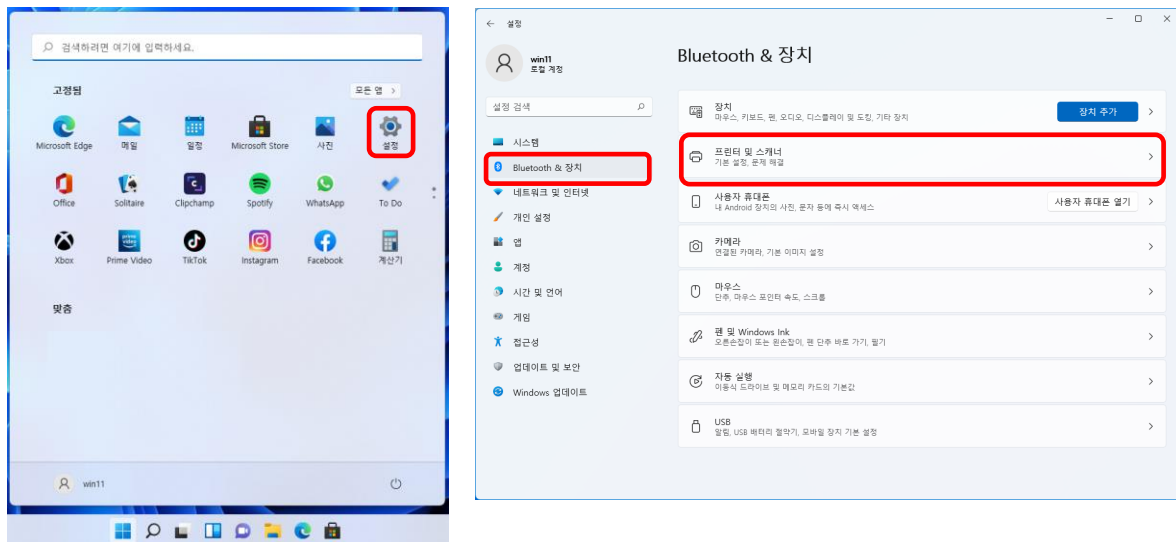 검색하려면 여기에 입력하세요.
고정됨
모든 앱
Microsoft Edge
메일
일정
Microsoft Store
사진
설정
Office
Solitaire
Clipchamp
Spotify
WhatsApp
To Do
Xbox
prime video
Prime Video
TikTok
Instagram
Facebook
계산기
맞춤
win11
설정
win11
로컬 계정
설정 검색
시스템
Bluetooth & 장치
네트워크 및 인터넷
개인 설정
앱
계정
시간 및 언어
게임
접근성
업데이트 및 보안
Windows 업데이트
Bluetooth & 장치
장치
마우스, 키보드, 펜, 오디오, 디스플레이 및 도킹, 기타 장치
장치 추가
프린터 및 스캐너
기본 설정, 문제 해결
사용자 휴대폰
내 Android 장치의 사진, 문자 등에 즉시 액세스
사용자 휴대폰 열기
카메라
연결된 카메라, 기본 이미지 설정
마우스
단추, 마우스 포인터 속도, 스크롤
펜 및 Windows Ink
오른손잡이 또는 왼손잡이, 펜 단추 바로 가기, 필기
자동 실행
이동식 드라이브 및 메모리 카드의 기본값
USB
알림, USB 배터리 절약기, 모바일 장치 기본 설정